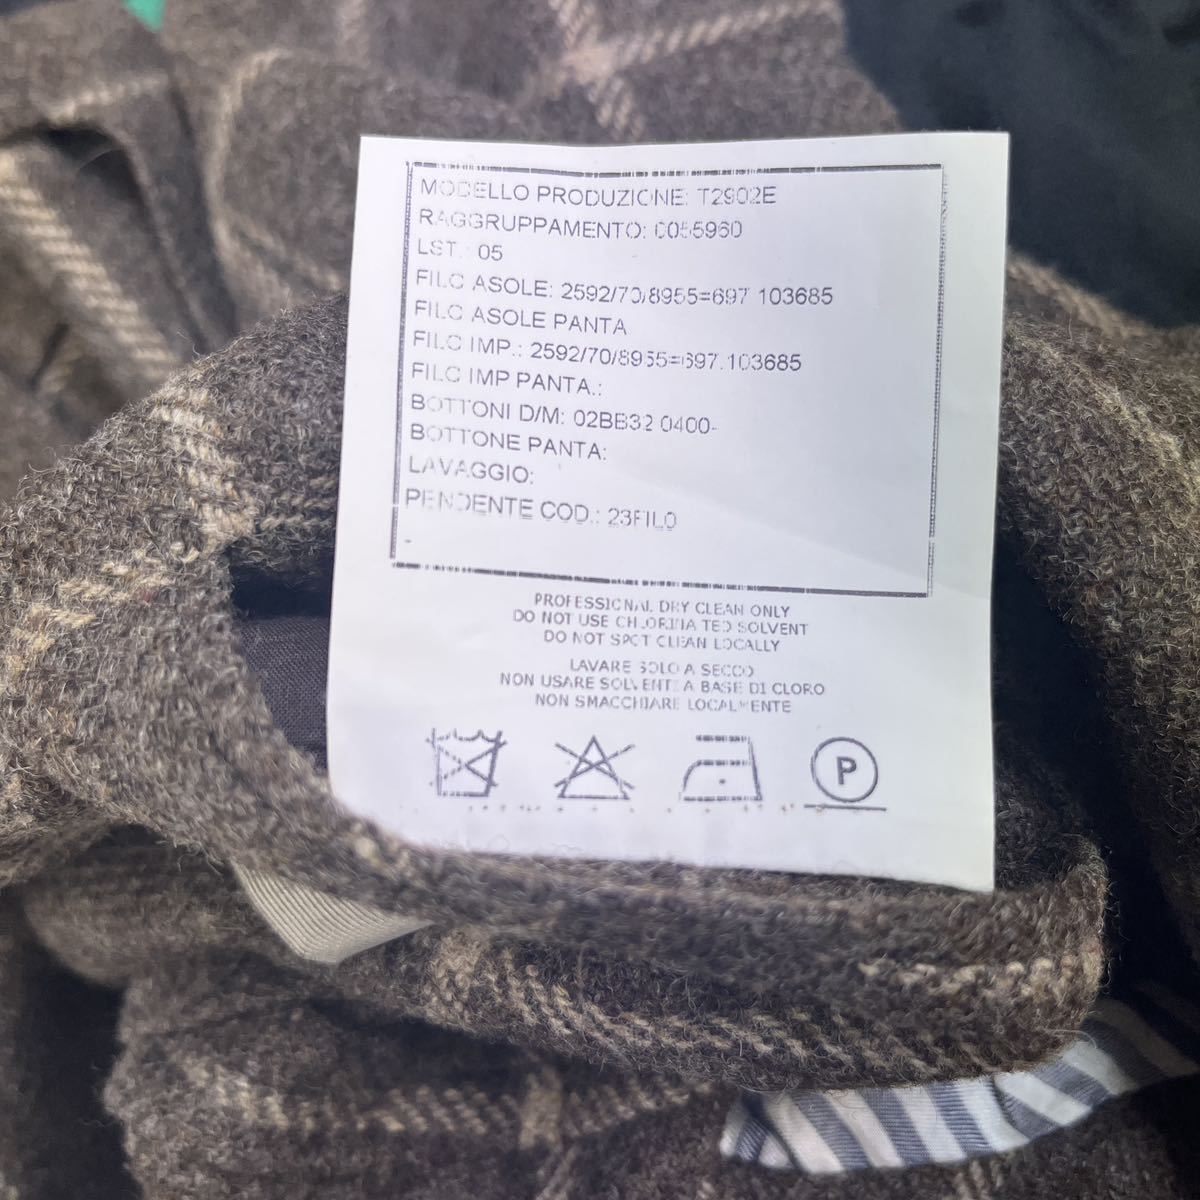 MODELLO PRODUZIONE: T2902E
RAGGRUPPAMENTO: 0055960
LST.: 05
FILO ASOLE: 2592/70/8955=697 103685
FILO ASOLE PANTA
FILO IMP.: 2592/70/8955=697.103685
FILO IMP PANTA.:
BOTTONI D/M: 02BB32 0400-
BOTTONE PANTA:
LAVAGGIO:
PENDENTE COD.: 23FIL0
PROFESSIONAL DRY CLEAN ONLY
DO NOT USE CHLORINATED SOLVENT
DO NOT SPOT CLEAN LOCALLY
LAVARE SOLO A SECCO
NON USARE SOLVENTI A BASE DI CLORO
NON SMACCHIARE LOCALMENTE
P